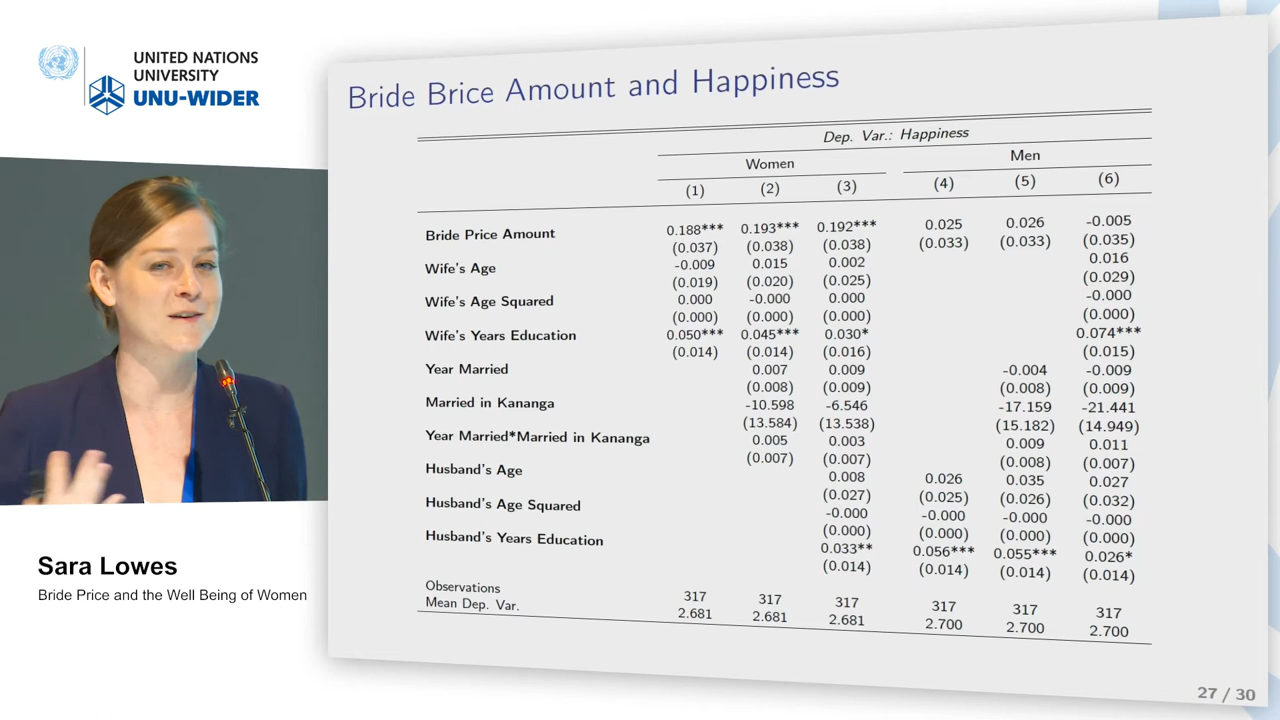 UNITED NATIONS
UNIVERSITY
UNU-WIDER
Sara Lowes
Bride Price and the Well Being of Women
Bride Brice Amount and Happiness
Dep. Var.: Happiness
Women Men
(1) (2) (3) (4) (5) (6)
Bride Price Amount 0.188*** 0.193*** 0.192*** 0.025 0.026 -0.005
(0.037) (0.038) (0.038) (0.033) (0.033) (0.035)
Wife's Age -0.009 0.015 0.002 0.016
(0.019) (0.020) (0.025) (0.029)
Wife's Age Squared 0.000 -0.000 0.000 -0.000
(0.000) (0.000) (0.000) (0.000)
Wife's Years Education 0.050*** 0.045*** 0.030* 0.074***
(0.014) (0.014) (0.016) (0.015)
Year Married 0.007 0.009 -0.004 -0.009
(0.008) (0.009) (0.008) (0.009)
Married in Kananga -10.598 -6.546 -17.159 -21.441
(13.584) (13.538) (15.182) (14.949)
Year Married*Married in Kananga 0.005 0.003 0.009 0.011
(0.007) (0.007) (0.008) (0.007)
Husband's Age 0.008 0.026 0.035 0.027
(0.027) (0.025) (0.026) (0.032)
Husband's Age Squared -0.000 -0.000 -0.000 -0.000
(0.000) (0.000) (0.000) (0.000)
Husband's Years Education 0.033** 0.056*** 0.055*** 0.026*
(0.014) (0.014) (0.014) (0.014)
Observations 317 317 317 317 317 317
Mean Dep. Var. 2.681 2.681 2.681 2.700 2.700 2.700
27 / 30